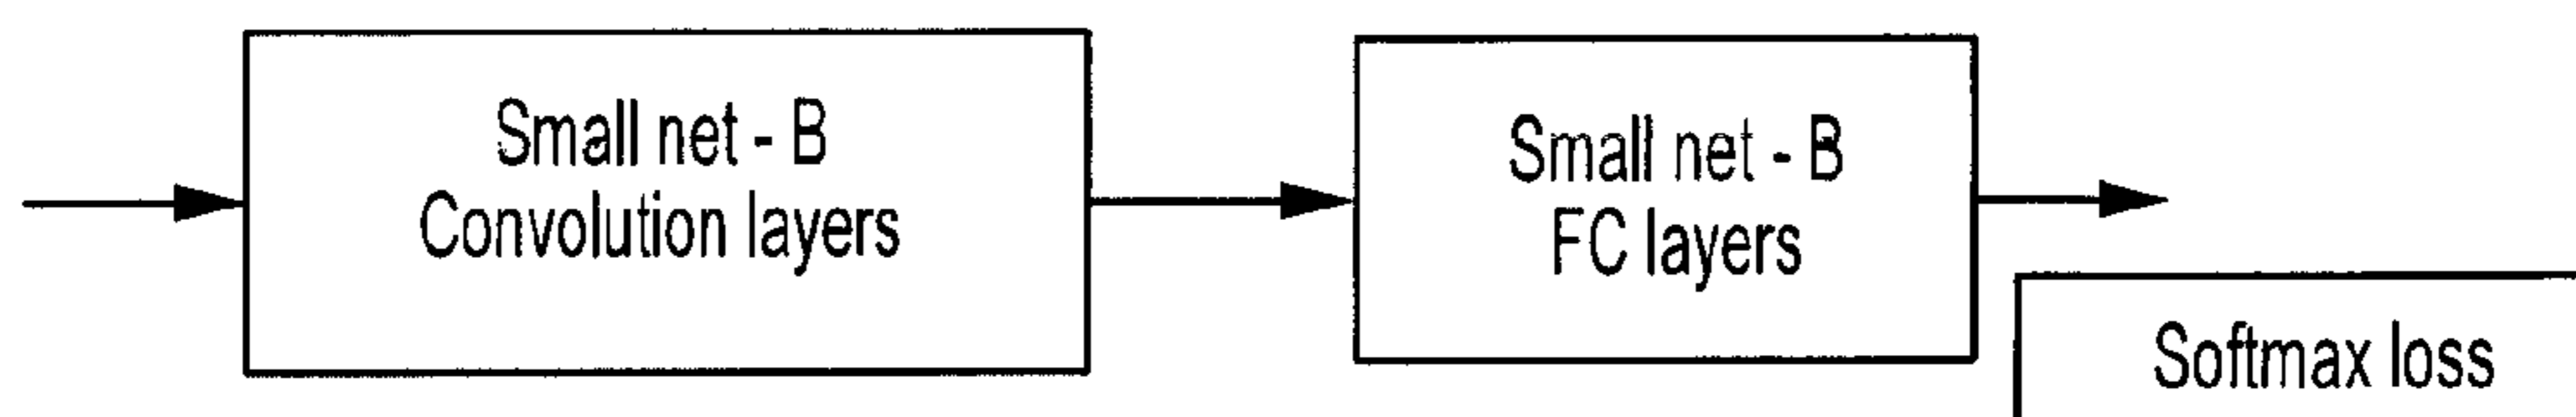 Small net - B
Convolution layers
Small net - B
FC layers
Softmax loss